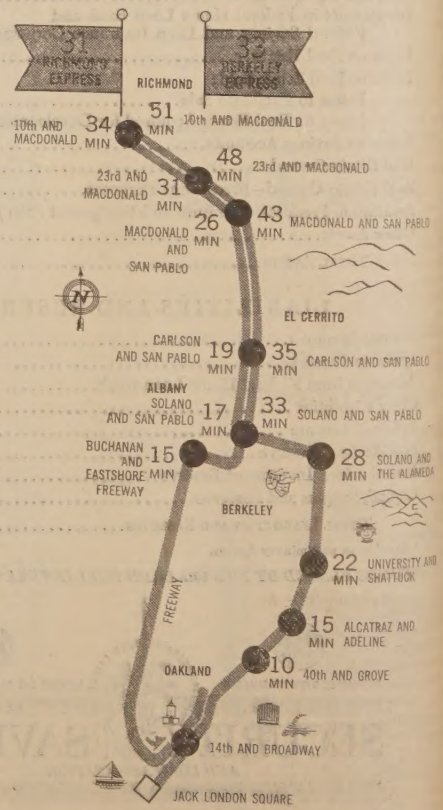 31
RICHMOND
EXPRESS
33
BERKELEY
EXPRESS
RICHMOND
10th AND
MACDONALD
34
MIN
51
MIN
10th AND MACDONALD
23rd AND
MACDONALD
31
MIN
48
MIN
23rd AND MACDONALD
MACDONALD
AND
SAN PABLO
26
MIN
43
MIN
MACDONALD AND SAN PABLO
N
EL CERRITO
CARLSON
AND SAN PABLO
19
MIN
35
MIN
CARLSON AND SAN PABLO
ALBANY
SOLANO
AND SAN PABLO
17
MIN
33
MIN
SOLANO AND SAN PABLO
BUCHANAN
AND
EASTSHORE
FREEWAY
15
MIN
28
MIN
SOLANO AND
THE ALAMEDA
BERKELEY
C
22
MIN
UNIVERSITY AND
SHATTUCK
FREEWAY
15
MIN
ALCATRAZ AND
ADELINE
OAKLAND
10
MIN
40th AND GROVE
14th AND BROADWAY
JACK LONDON SQUARE